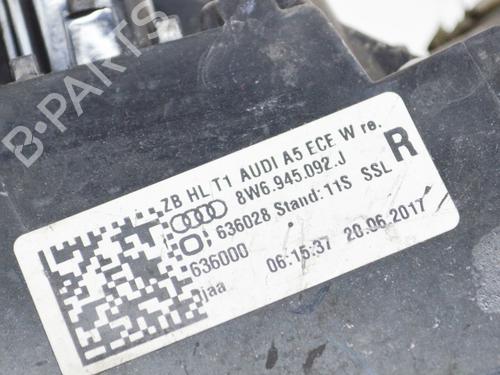 B-PARTS
ZB HL T1 AUDI A5 ECE W re.
8W6.945.092.J
R
636028 Stand: 11S SSL
636000 06:15:37 20.06.2017
jaa